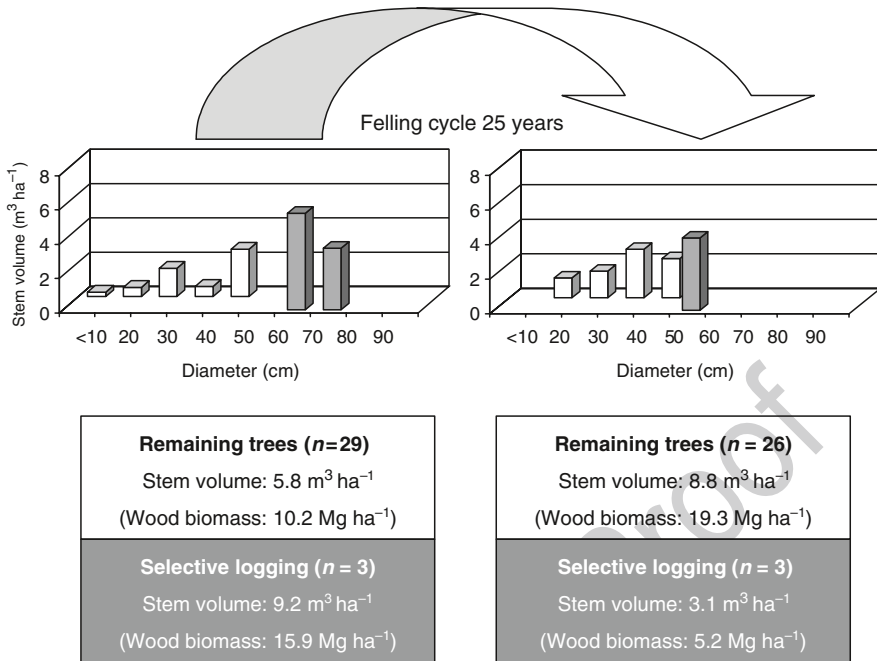 Felling cycle 25 years
Stem volume (m³ ha⁻¹)
8
6
4
2
0
<10 20 30 40 50 60 70 80 90
Diameter (cm)
8
6
4
2
0
<10 20 30 40 50 60 70 80 90
Diameter (cm)
Remaining trees (n=29)
Stem volume: 5.8 m³ ha⁻¹
(Wood biomass: 10.2 Mg ha⁻¹)
Selective logging (n = 3)
Stem volume: 9.2 m³ ha⁻¹
(Wood biomass: 15.9 Mg ha⁻¹)
Remaining trees (n = 26)
Stem volume: 8.8 m³ ha⁻¹
(Wood biomass: 19.3 Mg ha⁻¹)
Selective logging (n = 3)
Stem volume: 3.1 m³ ha⁻¹
(Wood biomass: 5.2 Mg ha⁻¹)
Proof